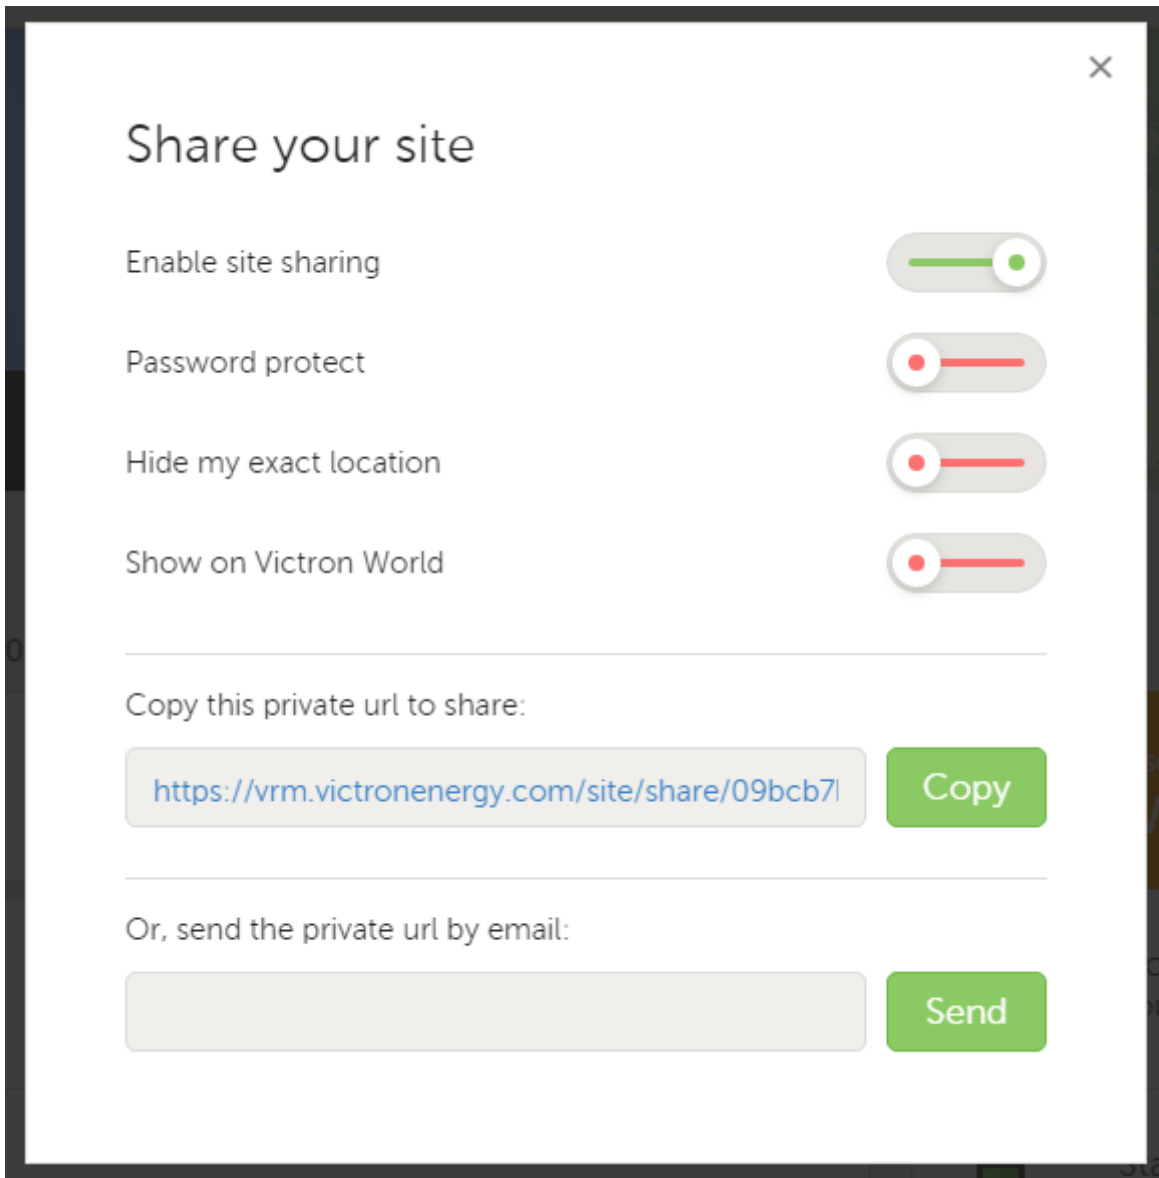 Share your site
Enable site sharing
Password protect
Hide my exact location
Show on Victron World
Copy this private url to share:
https://vrm.victronenergy.com/site/share/09bcb7
Copy
Or, send the private url by email:
Send